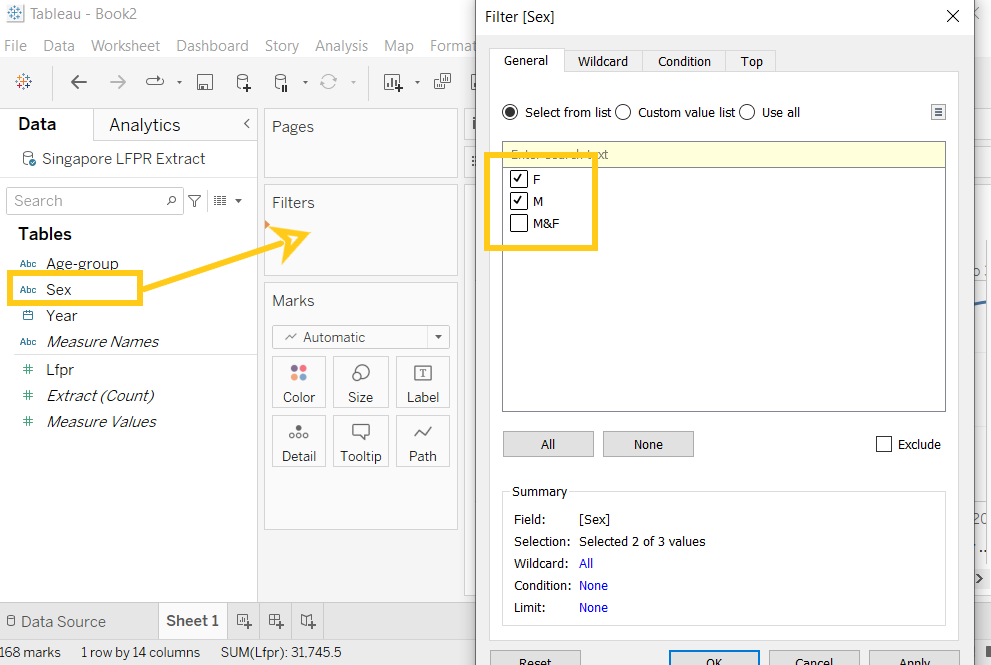 Tableau - Book2
File Data Worksheet Dashboard Story Analysis Map Format
Data
Analytics
Singapore LFPR Extract
Search
Tables
Abc Age-group
Abc Sex
Year
Abc Measure Names
# Lfpr
# Extract (Count)
# Measure Values
Pages
Filters
Marks
Automatic
Color
Size
T
Label
Detail
Tooltip
Path
Data Source
Sheet 1
168 marks 1 row by 14 columns SUM(Lfpr): 31,745.5
Filter [Sex]
General
Wildcard
Condition
Top
Select from list
Custom value list
Use all
Enter search text
F
M
M&F
All
None
Exclude
Summary
Field: [Sex]
Selection: Selected 2 of 3 values
Wildcard: All
Condition: None
Limit: None
Reset
OK
Cancel
Apply